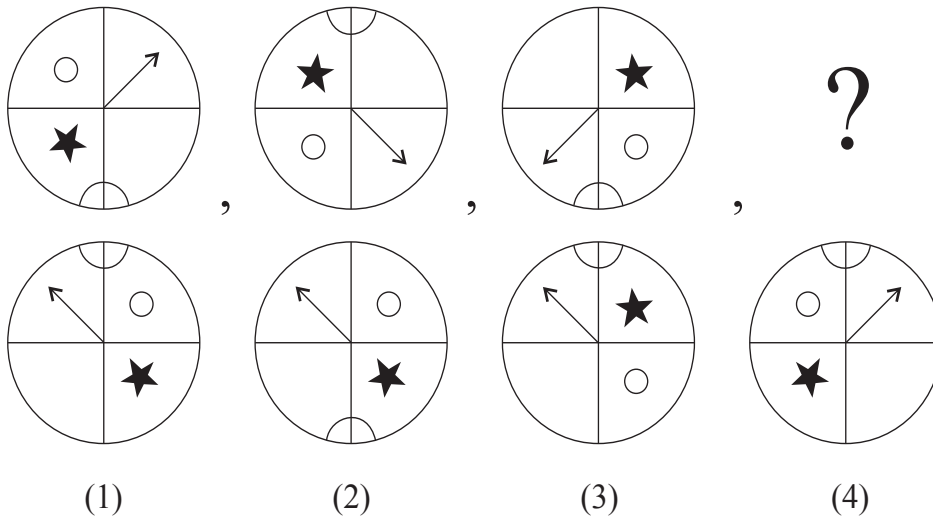 , , , ?
(1) (2) (3) (4)